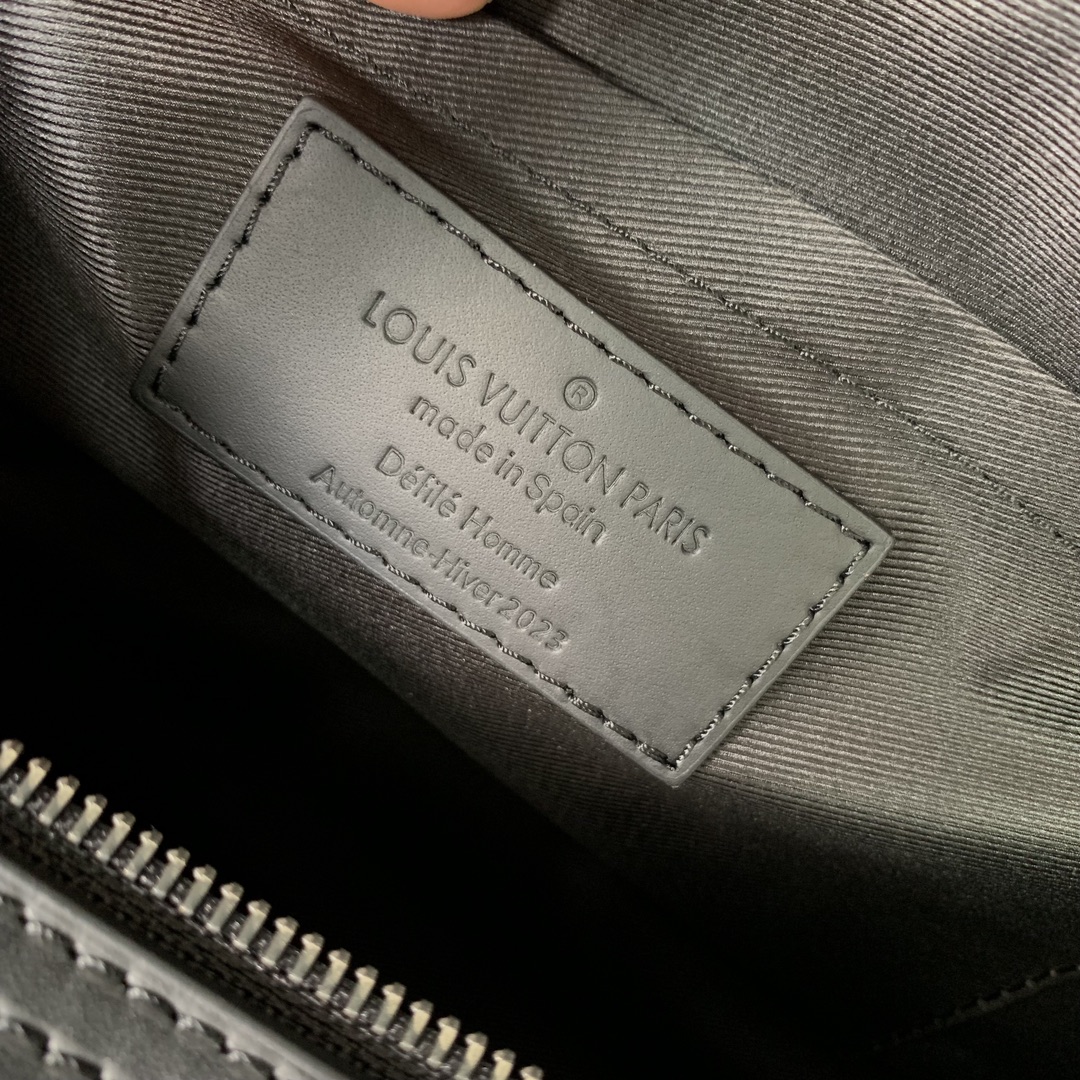 ®
LOUIS VUITTON PARIS
made in Spain
Défilé Homme
Automne-Hiver 2023